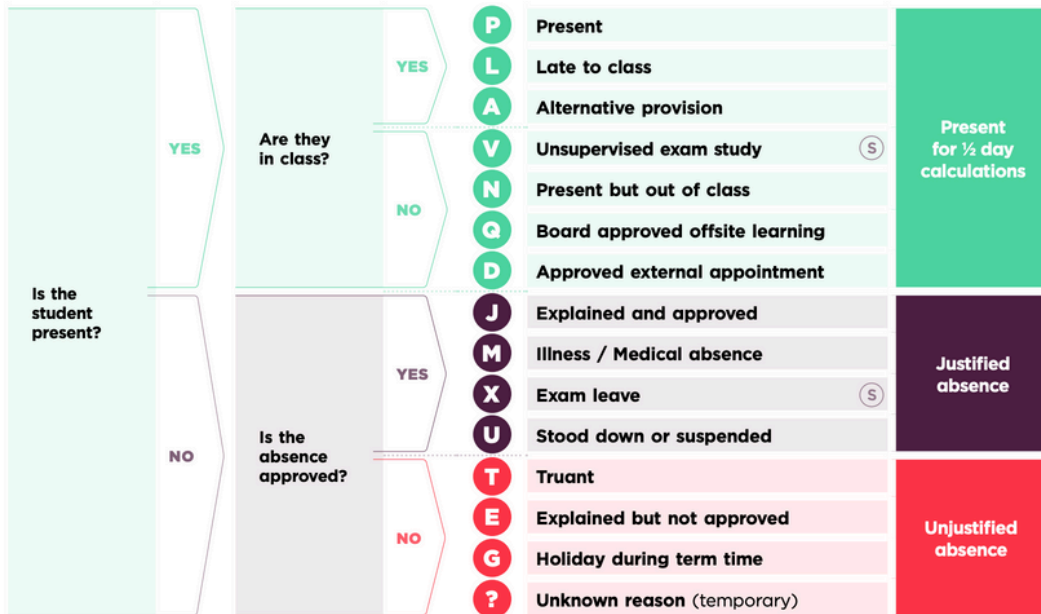 Is the
student
present?
YES
NO
Are they
in class?
YES
NO
Is the
absence
approved?
YES
NO
P Present
L Late to class
A Alternative provision
V Unsupervised exam study S
N Present but out of class
Q Board approved offsite learning
D Approved external appointment
J Explained and approved
M Illness / Medical absence
X Exam leave S
U Stood down or suspended
T Truant
E Explained but not approved
G Holiday during term time
? Unknown reason (temporary)
Present
for ½ day
calculations
Justified
absence
Unjustified
absence